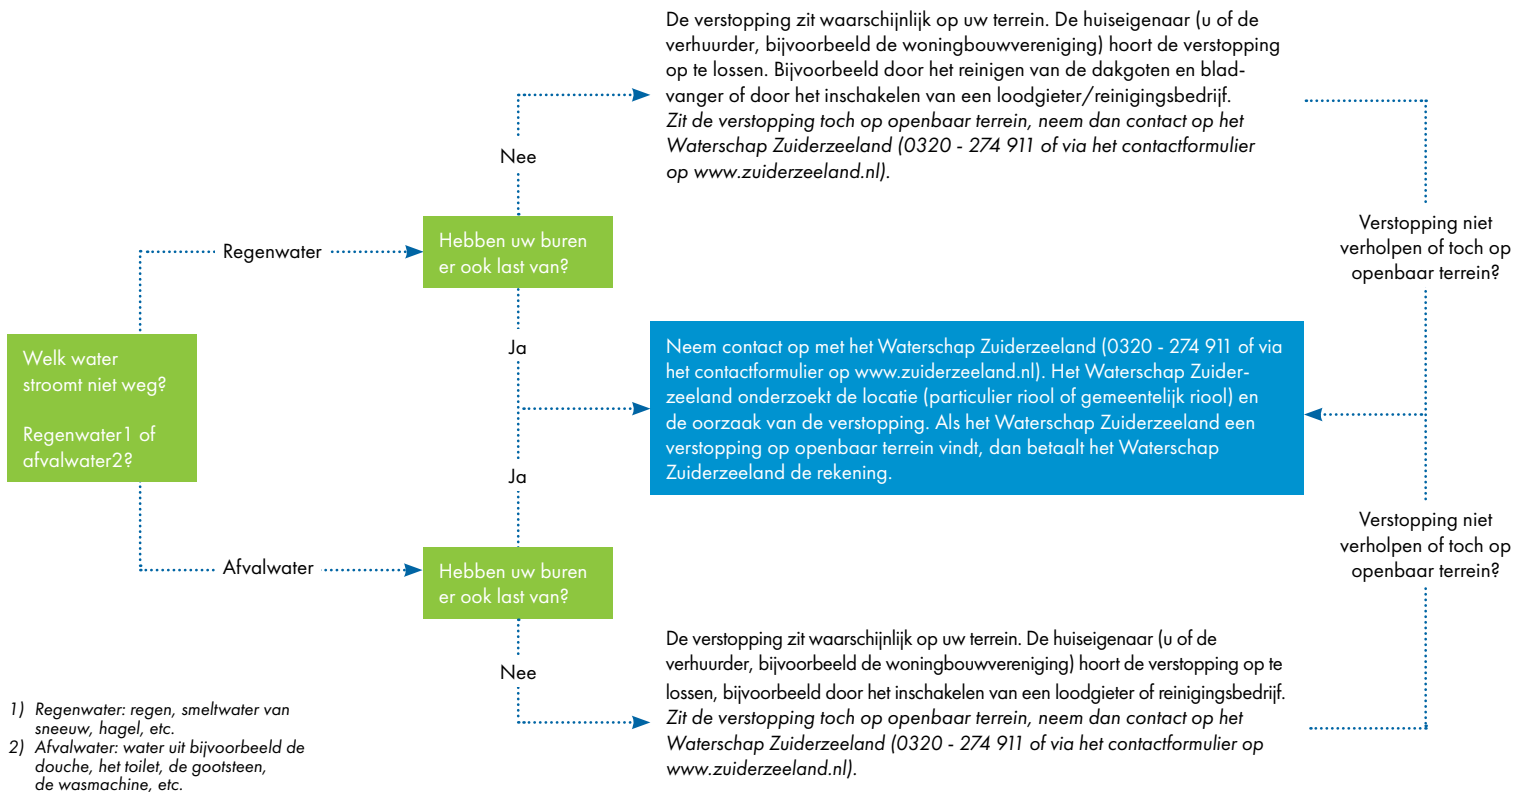 De verstopping zit waarschijnlijk op uw terrein. De huiseigenaar (u of de
verhuurder, bijvoorbeeld de woningbouwvereniging) hoort de verstopping
op te lossen. Bijvoorbeeld door het reinigen van de dakgoten en blad-
vanger of door het inschakelen van een loodgieter/reinigingsbedrijf.
Zit de verstopping toch op openbaar terrein, neem dan contact op het
Waterschap Zuiderzeeland (0320 - 274 911 of via het contactformulier
op www.zuiderzeeland.nl).
Nee
Verstopping niet
verholpen of toch op
openbaar terrein?
Regenwater
Hebben uw buren
er ook last van?
Ja
Welk water
stroomt niet weg?
Regenwater1 of
afvalwater2?
Neem contact op met het Waterschap Zuiderzeeland (0320 - 274 911 of via
het contactformulier op www.zuiderzeeland.nl). Het Waterschap Zuider-
zeeland onderzoekt de locatie (particulier riool of gemeentelijk riool) en
de oorzaak van de verstopping. Als het Waterschap Zuiderzeeland een
verstopping op openbaar terrein vindt, dan betaalt het Waterschap
Zuiderzeeland de rekening.
Ja
Verstopping niet
verholpen of toch op
openbaar terrein?
Afvalwater
Hebben uw buren
er ook last van?
Nee
De verstopping zit waarschijnlijk op uw terrein. De huiseigenaar (u of de
verhuurder, bijvoorbeeld de woningbouwvereniging) hoort de verstopping op te
lossen, bijvoorbeeld door het inschakelen van een loodgieter of reinigingsbedrijf.
Zit de verstopping toch op openbaar terrein, neem dan contact op het
Waterschap Zuiderzeeland (0320 - 274 911 of via het contactformulier op
www.zuiderzeeland.nl).
1) Regenwater: regen, smeltwater van
sneeuw, hagel, etc.
2) Afvalwater: water uit bijvoorbeeld de
douche, het toilet, de gootsteen,
de wasmachine, etc.